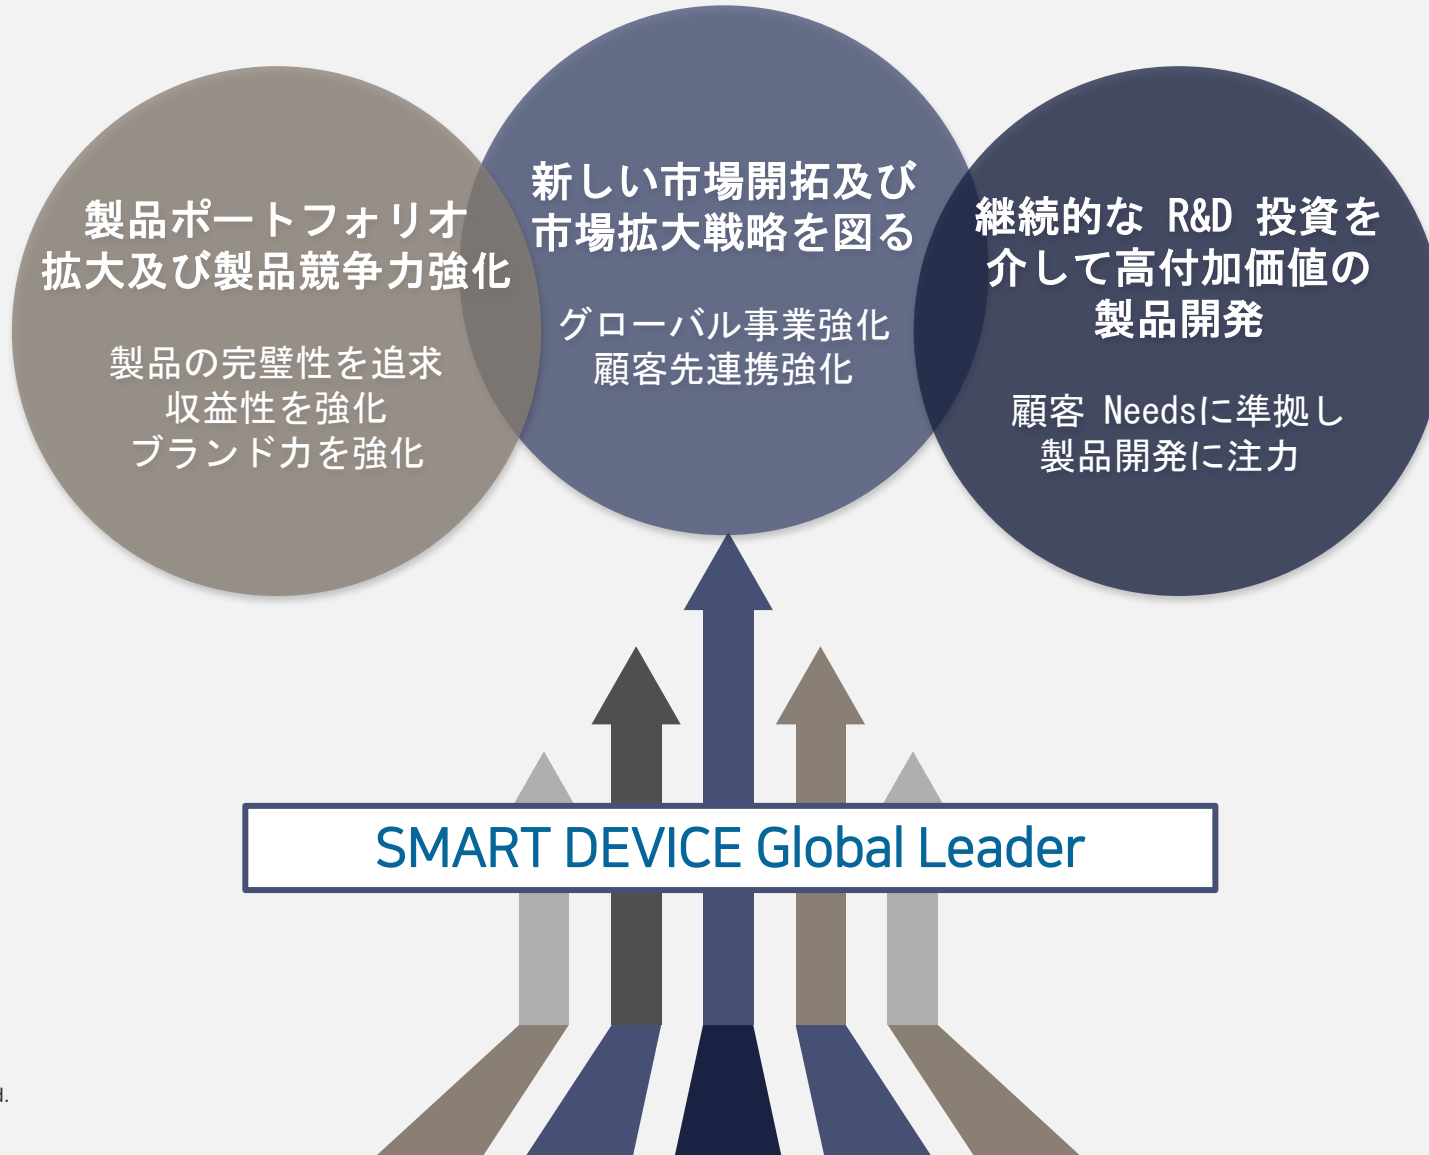 製品ポートフォリオ
拡大及び製品競争力強化
製品の完璧性を追求
収益性を強化
ブランド力を強化
新しい市場開拓及び
市場拡大戦略を図る
グローバル事業強化
顧客先連携強化
継続的な R&D 投資を
介して高付加価値の
製品開発
顧客 Needsに準拠し
製品開発に注力
SMART DEVICE Global Leader